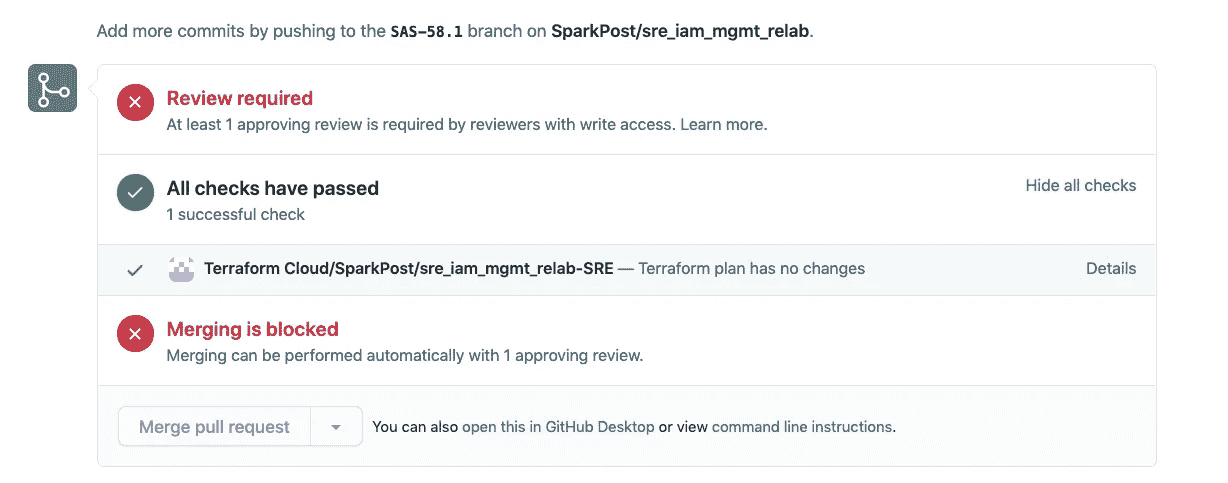 Add more commits by pushing to the SAS-58.1 branch on SparkPost/sre_iam_mgmt_relab.
Review required
At least 1 approving review is required by reviewers with write access. Learn more.
All checks have passed
Hide all checks
1 successful check
Terraform Cloud/SparkPost/sre_iam_mgmt_relab-SRE — Terraform plan has no changes
Details
Merging is blocked
Merging can be performed automatically with 1 approving review.
Merge pull request
You can also open this in GitHub Desktop or view command line instructions.